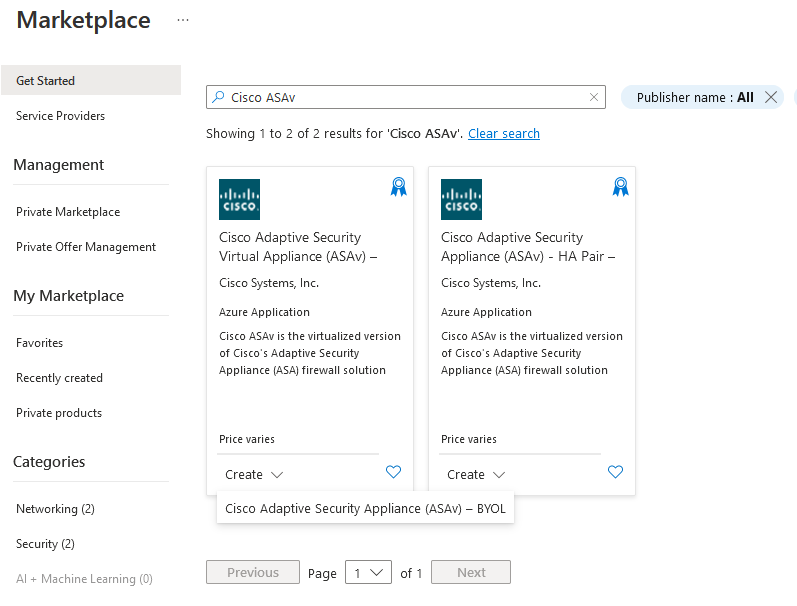 Marketplace ...
Get Started
Service Providers
Management
Private Marketplace
Private Offer Management
My Marketplace
Favorites
Recently created
Private products
Categories
Networking (2)
Security (2)
AI + Machine Learning (0)
Cisco ASAv
Publisher name : All
Showing 1 to 2 of 2 results for 'Cisco ASAv'. Clear search
CISCO.
Cisco Adaptive Security
Virtual Appliance (ASAv) –
Cisco Systems, Inc.
Azure Application
Cisco ASAv is the virtualized version
of Cisco's Adaptive Security
Appliance (ASA) firewall solution
Price varies
Create
CISCO.
Cisco Adaptive Security
Appliance (ASAv) - HA Pair –
Cisco Systems, Inc.
Azure Application
Cisco ASAv is the virtualized version
of Cisco's Adaptive Security
Appliance (ASA) firewall solution
Price varies
Create
Cisco Adaptive Security Appliance (ASAv) – BYOL
Previous Page 1 of 1 Next